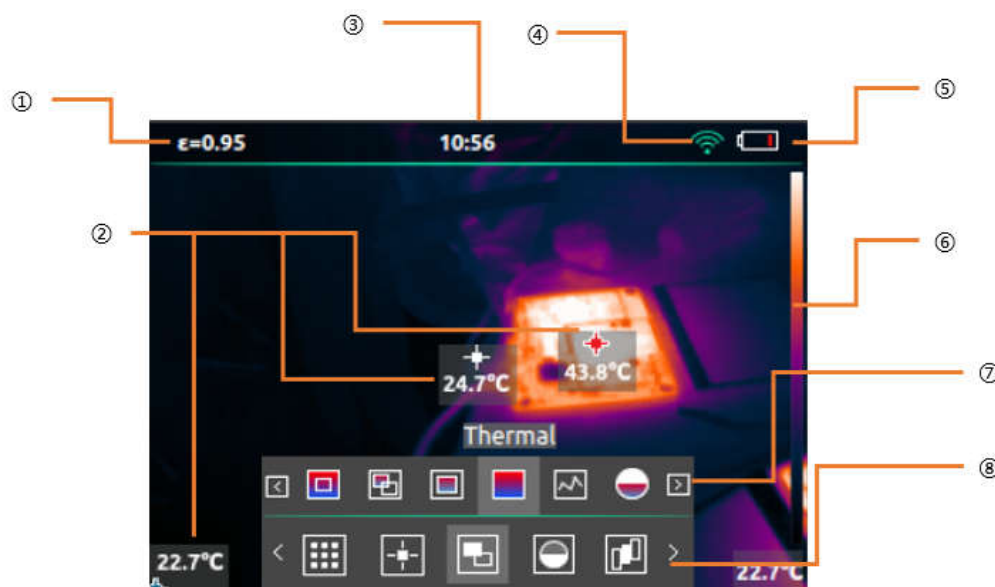 ③
④
①
⑤
ε=0.95 10:56
②
⑥
24.7°C 43.8°C
⑦
Thermal
⑧
22.7°C 22.7°C